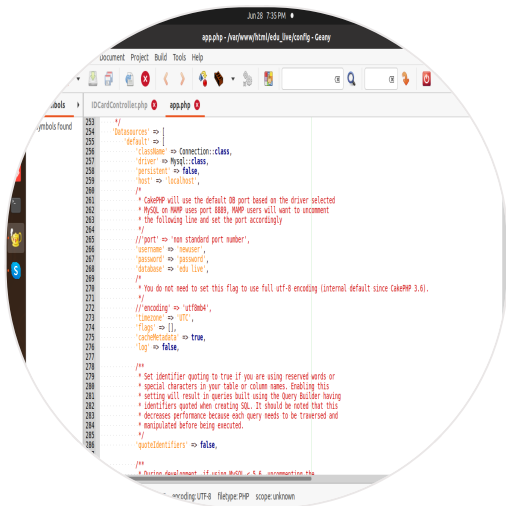 Jun 28 7:35 PM
app.php - /var/www/html/edu_live/config - Geany
Document Project Build Tools Help
IDCardController.php app.php
253 */
254 'Datasources' => [
255 'default' => [
256 'className' => Connection::class,
257 'driver' => Mysql::class,
258 'persistent' => false,
259 'host' => 'localhost',
260 /*
261 * CakePHP will use the default DB port based on the driver selected
262 * MySQL on MAMP uses port 8889, MAMP users will want to uncomment
263 * the following line and set the port accordingly
264 */
265 //'port' => 'non_standard_port_number',
266 'username' => 'newuser',
267 'password' => 'password',
268 'database' => 'edu_live',
269 /*
270 * You do not need to set this flag to use full utf-8 encoding (internal default since CakePHP 3.6).
271 */
272 //'encoding' => 'utf8mb4',
273 'timezone' => 'UTC',
274 'flags' => [],
275 'cacheMetadata' => true,
276 'log' => false,
277
278 /**
279 * Set identifier quoting to true if you are using reserved words or
280 * special characters in your table or column names. Enabling this
281 * setting will result in queries built using the Query Builder having
282 * identifiers quoted when creating SQL. It should be noted that this
283 * decreases performance because each query needs to be traversed and
284 * manipulated before being executed.
285 */
286 'quoteIdentifiers' => false,
/**
* During development, if using MySQL < 5.6, uncommenting the
encoding: UTF-8 filetype: PHP scope: unknown